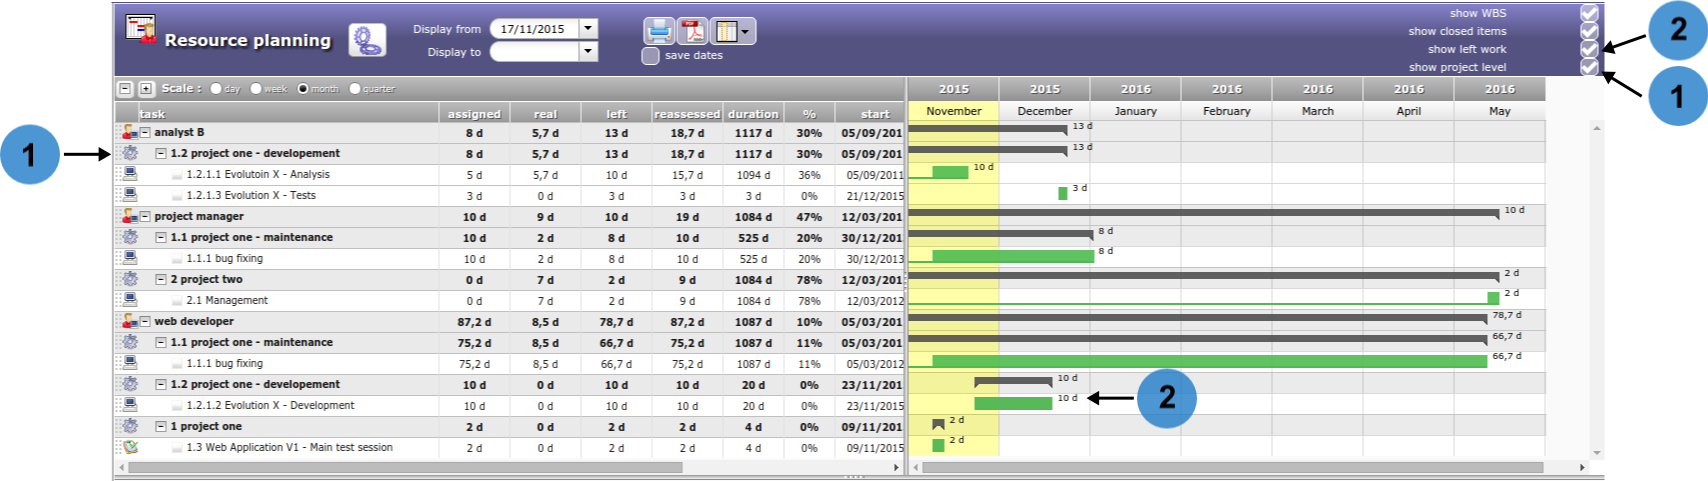 Resource planning
Display from 17/11/2015
Display to
PDF
save dates
show WBS
show closed items
show left work
show project level
2
1
Scale : day week month quarter
2015 2015 2016 2016 2016 2016 2016
task assigned real left reassessed duration % start
November December January February March April May
analyst B 8 d 5,7 d 13 d 18,7 d 1117 d 30% 05/09/201 13 d
1
1.2 project one - developement 8 d 5,7 d 13 d 18,7 d 1117 d 30% 05/09/201 13 d
1.2.1.1 Evolutoin X - Analysis 5 d 5,7 d 10 d 15,7 d 1094 d 36% 05/09/2011 10 d
1.2.1.3 Evolution X - Tests 3 d 0 d 3 d 3 d 3 d 0% 21/12/2015 3 d
project manager 10 d 9 d 10 d 19 d 1084 d 47% 12/03/201 10 d
1.1 project one - maintenance 10 d 2 d 8 d 10 d 525 d 20% 30/12/201 8 d
1.1.1 bug fixing 10 d 2 d 8 d 10 d 525 d 20% 30/12/2013 8 d
2 project two 0 d 7 d 2 d 9 d 1084 d 78% 12/03/201 2 d
2.1 Management 0 d 7 d 2 d 9 d 1084 d 78% 12/03/2012 2 d
web developer 87,2 d 8,5 d 78,7 d 87,2 d 1087 d 10% 05/03/201 78,7 d
1.1 project one - maintenance 75,2 d 8,5 d 66,7 d 75,2 d 1087 d 11% 05/03/201 66,7 d
1.1.1 bug fixing 75,2 d 8,5 d 66,7 d 75,2 d 1087 d 11% 05/03/2012 66,7 d
1.2 project one - developement 10 d 0 d 10 d 10 d 20 d 0% 23/11/201 10 d
1.2.1.2 Evolution X - Development 10 d 0 d 10 d 10 d 20 d 0% 23/11/2015 10 d
2
1 project one 2 d 0 d 2 d 2 d 4 d 0% 09/11/201 2 d
1.3 Web Application V1 - Main test session 2 d 0 d 2 d 2 d 4 d 0% 09/11/2015 2 d